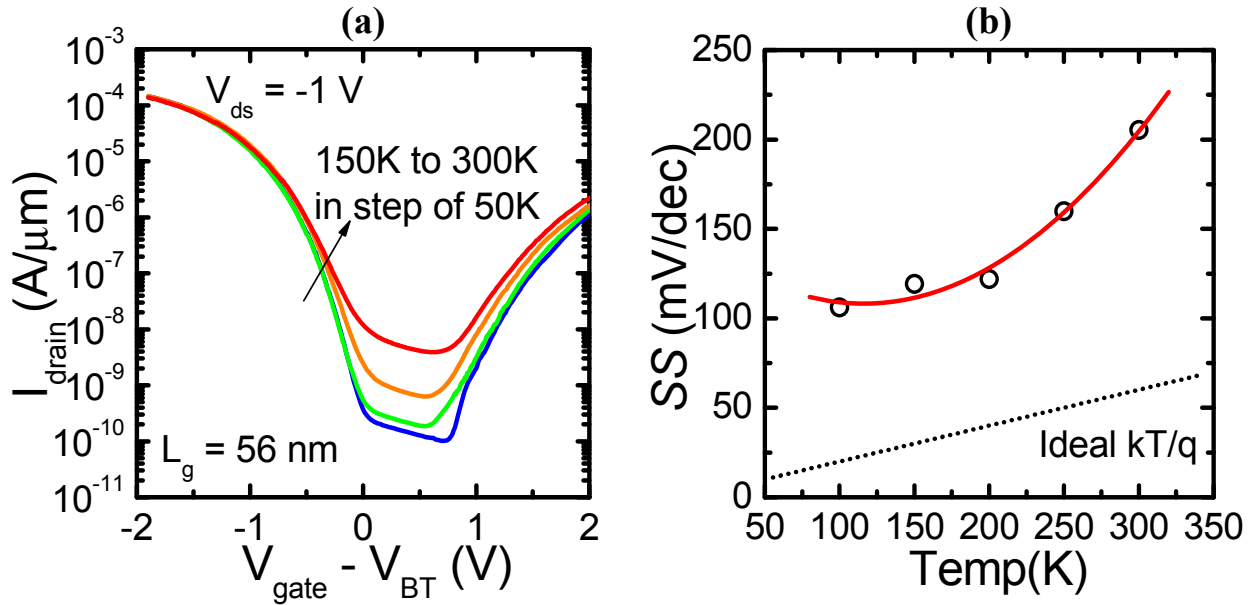 (a)
10⁻³
10⁻⁴
10⁻⁵
10⁻⁶
10⁻⁷
10⁻⁸
10⁻⁹
10⁻¹⁰
10⁻¹¹
I_drain (A/μm)
V_ds = -1 V
150K to 300K
in step of 50K
L_g = 56 nm
-2 -1 0 1 2
V_gate - V_BT (V)
(b)
250
200
150
100
50
0
SS (mV/dec)
Ideal kT/q
50 100 150 200 250 300 350
Temp(K)